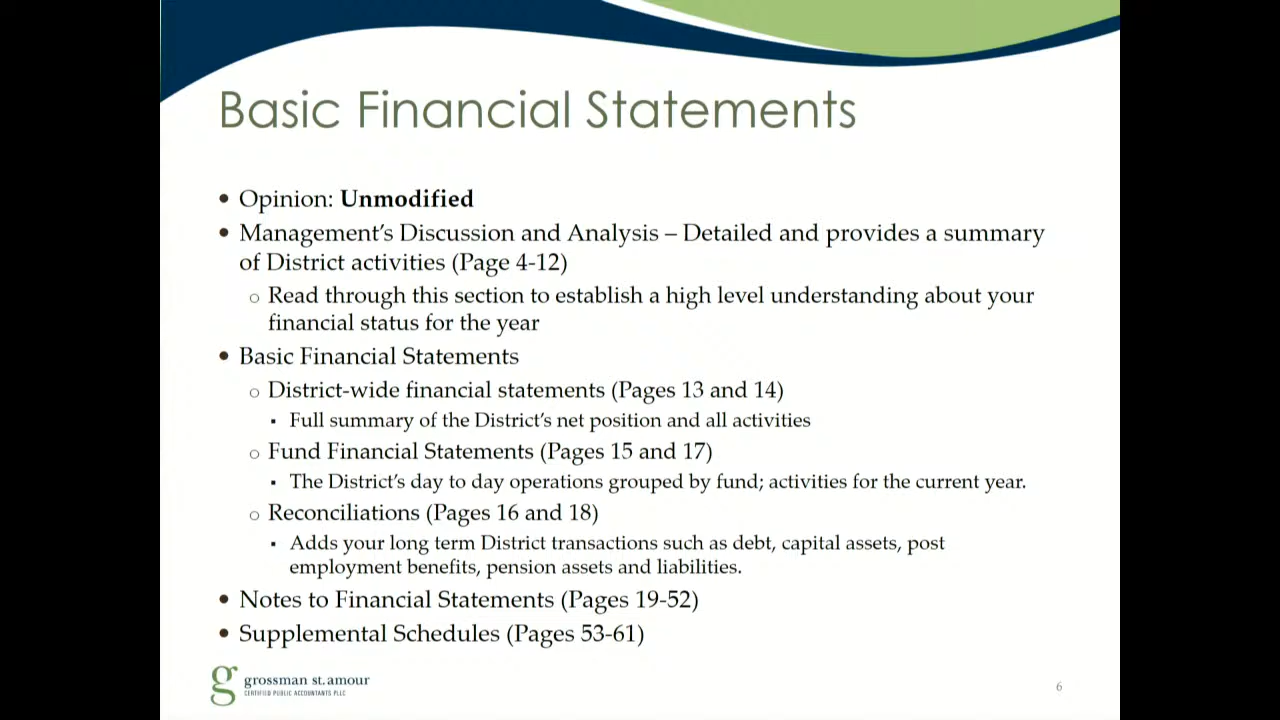 Basic Financial Statements
• Opinion: Unmodified
• Management's Discussion and Analysis – Detailed and provides a summary
of District activities (Page 4-12)
○ Read through this section to establish a high level understanding about your
financial status for the year
• Basic Financial Statements
○ District-wide financial statements (Pages 13 and 14)
▪ Full summary of the District's net position and all activities
○ Fund Financial Statements (Pages 15 and 17)
▪ The District's day to day operations grouped by fund; activities for the current year.
○ Reconciliations (Pages 16 and 18)
▪ Adds your long term District transactions such as debt, capital assets, post
employment benefits, pension assets and liabilities.
• Notes to Financial Statements (Pages 19-52)
• Supplemental Schedules (Pages 53-61)
g grossman st. amour
CERTIFIED PUBLIC ACCOUNTANTS PLLC
6